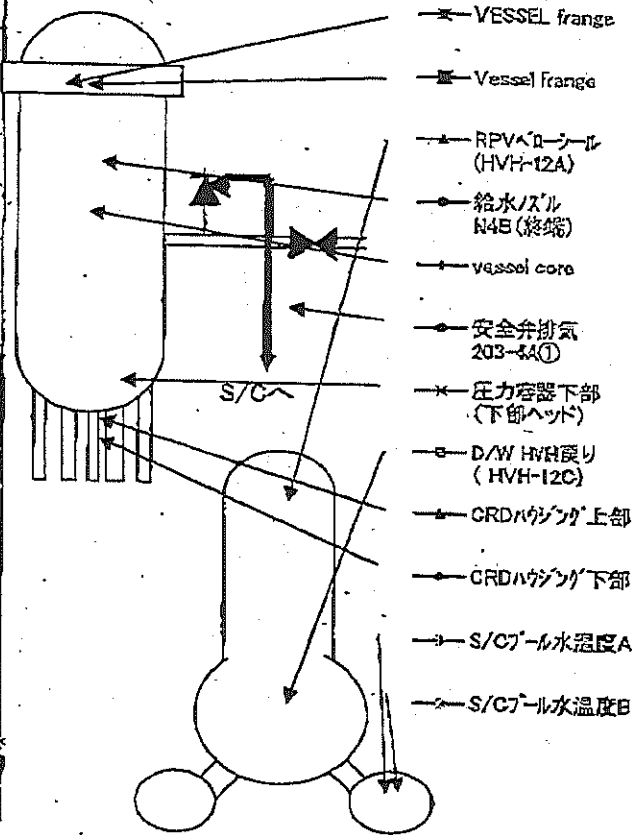 VESSEL frange
Vessel frange
RPVベローシール
(HVH-12A)
給水ノズル
N4B(終端)
vessel core
安全弁排気
203-4A①
圧力容器下部
(下部ヘッド)
D/W HVH戻り
( HVH-12C)
CRDハウジング上部
CRDハウジング下部
S/Cプール水温度A
S/Cプール水温度B
S/Cへ